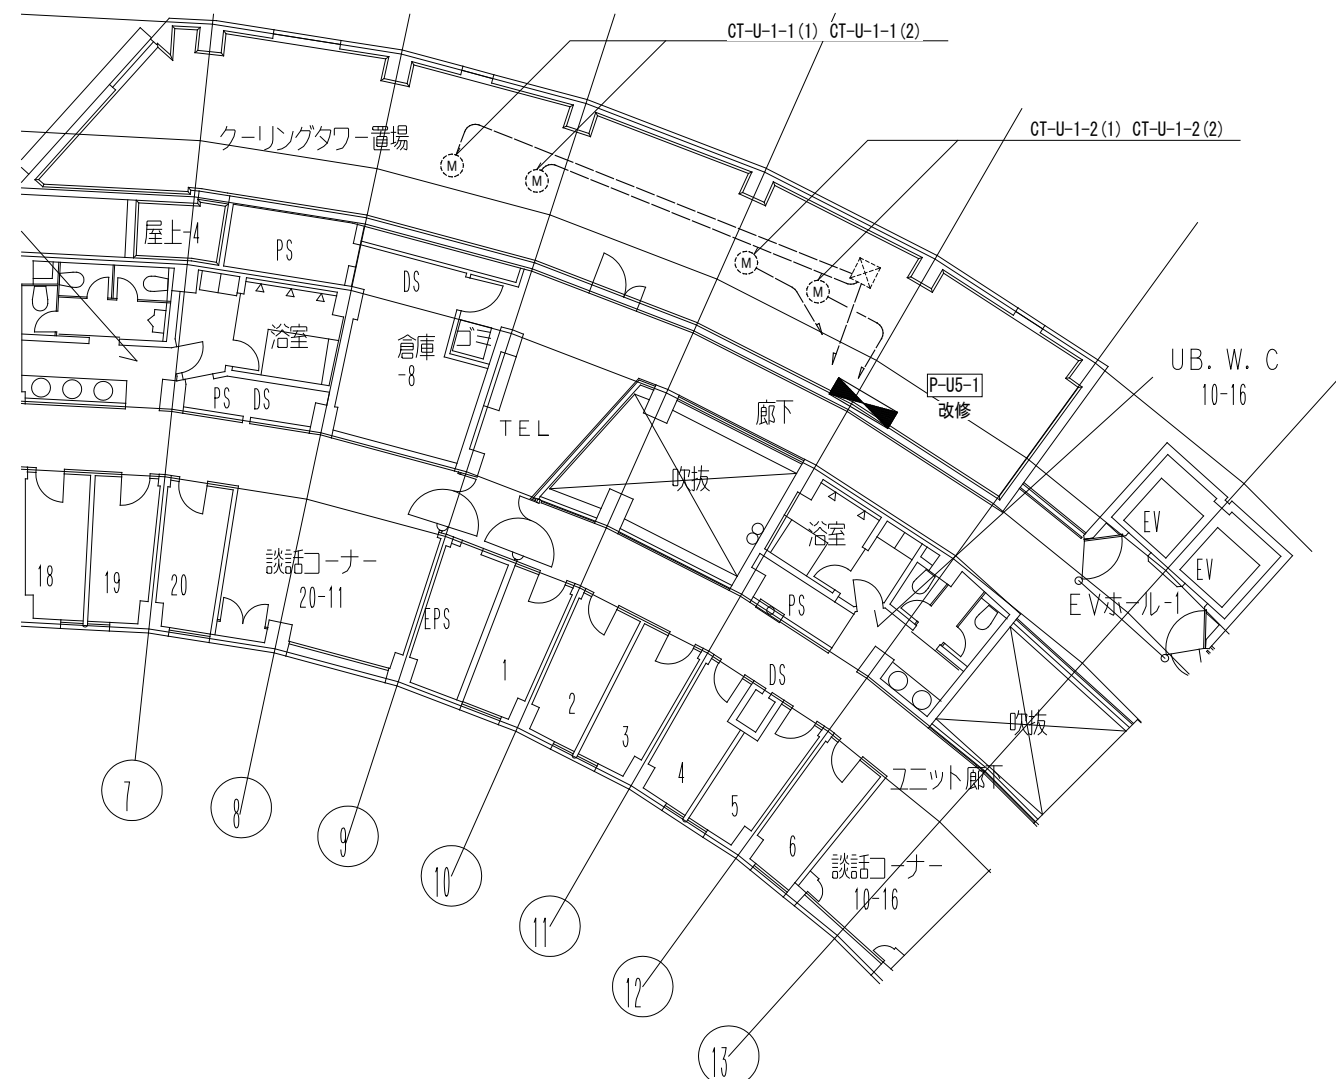 CT-U-1-1(1) CT-U-1-1(2)
CT-U-1-2(1) CT-U-1-2(2)
クーリングタワー置場
M
M
M
M
屋上-4
PS
DS
浴室
倉庫
-8
ゴミ
PS DS
TEL
廊下
P-U5-1
改修
UB. W. C
10-16
吹抜
浴室
EV
EV
EVホール-1
18
19
20
談話コーナー
20-11
EPS
PS
DS
1
2
3
4
5
6
吹抜
ユニット廊下
談話コーナー
10-16
7
8
9
10
11
12
13